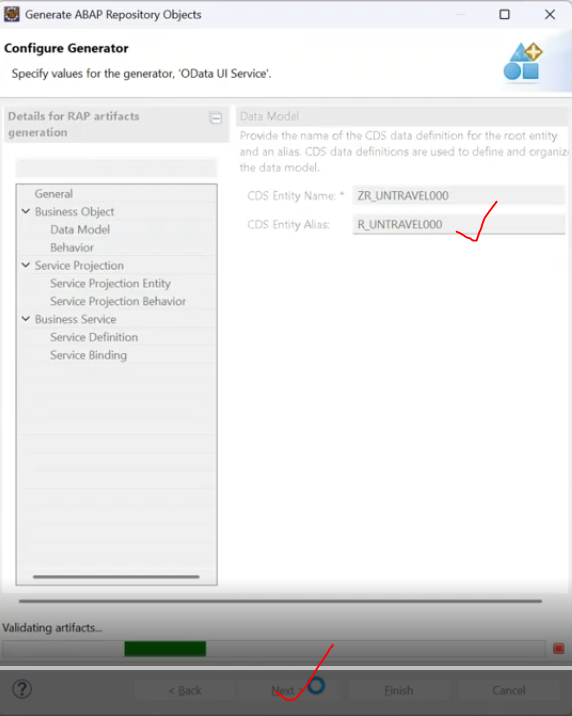 Generate ABAP Repository Objects
Configure Generator
Specify values for the generator, 'OData UI Service'.
Details for RAP artifacts
generation
General
Business Object
Data Model
Behavior
Service Projection
Service Projection Entity
Service Projection Behavior
Business Service
Service Definition
Service Binding
Data Model
Provide the name of the CDS data definition for the root entity
and an alias. CDS data definitions are used to define and organize
the data model.
CDS Entity Name: * ZR_UNTRAVEL000
CDS Entity Alias: R_UNTRAVEL000
Validating artifacts...
? < Back Next > Finish Cancel